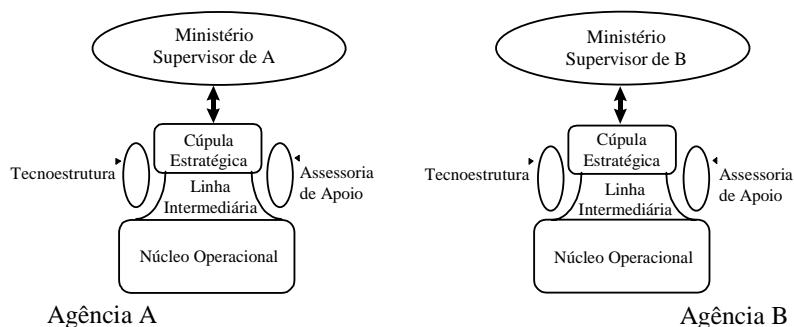 Ministério
Supervisor de A
Cúpula
Estratégica
Tecnoestrutura
Assessoria
de Apoio
Linha
Intermediária
Núcleo Operacional
Agência A
Ministério
Supervisor de B
Cúpula
Estratégica
Tecnoestrutura
Assessoria
de Apoio
Linha
Intermediária
Núcleo Operacional
Agência B